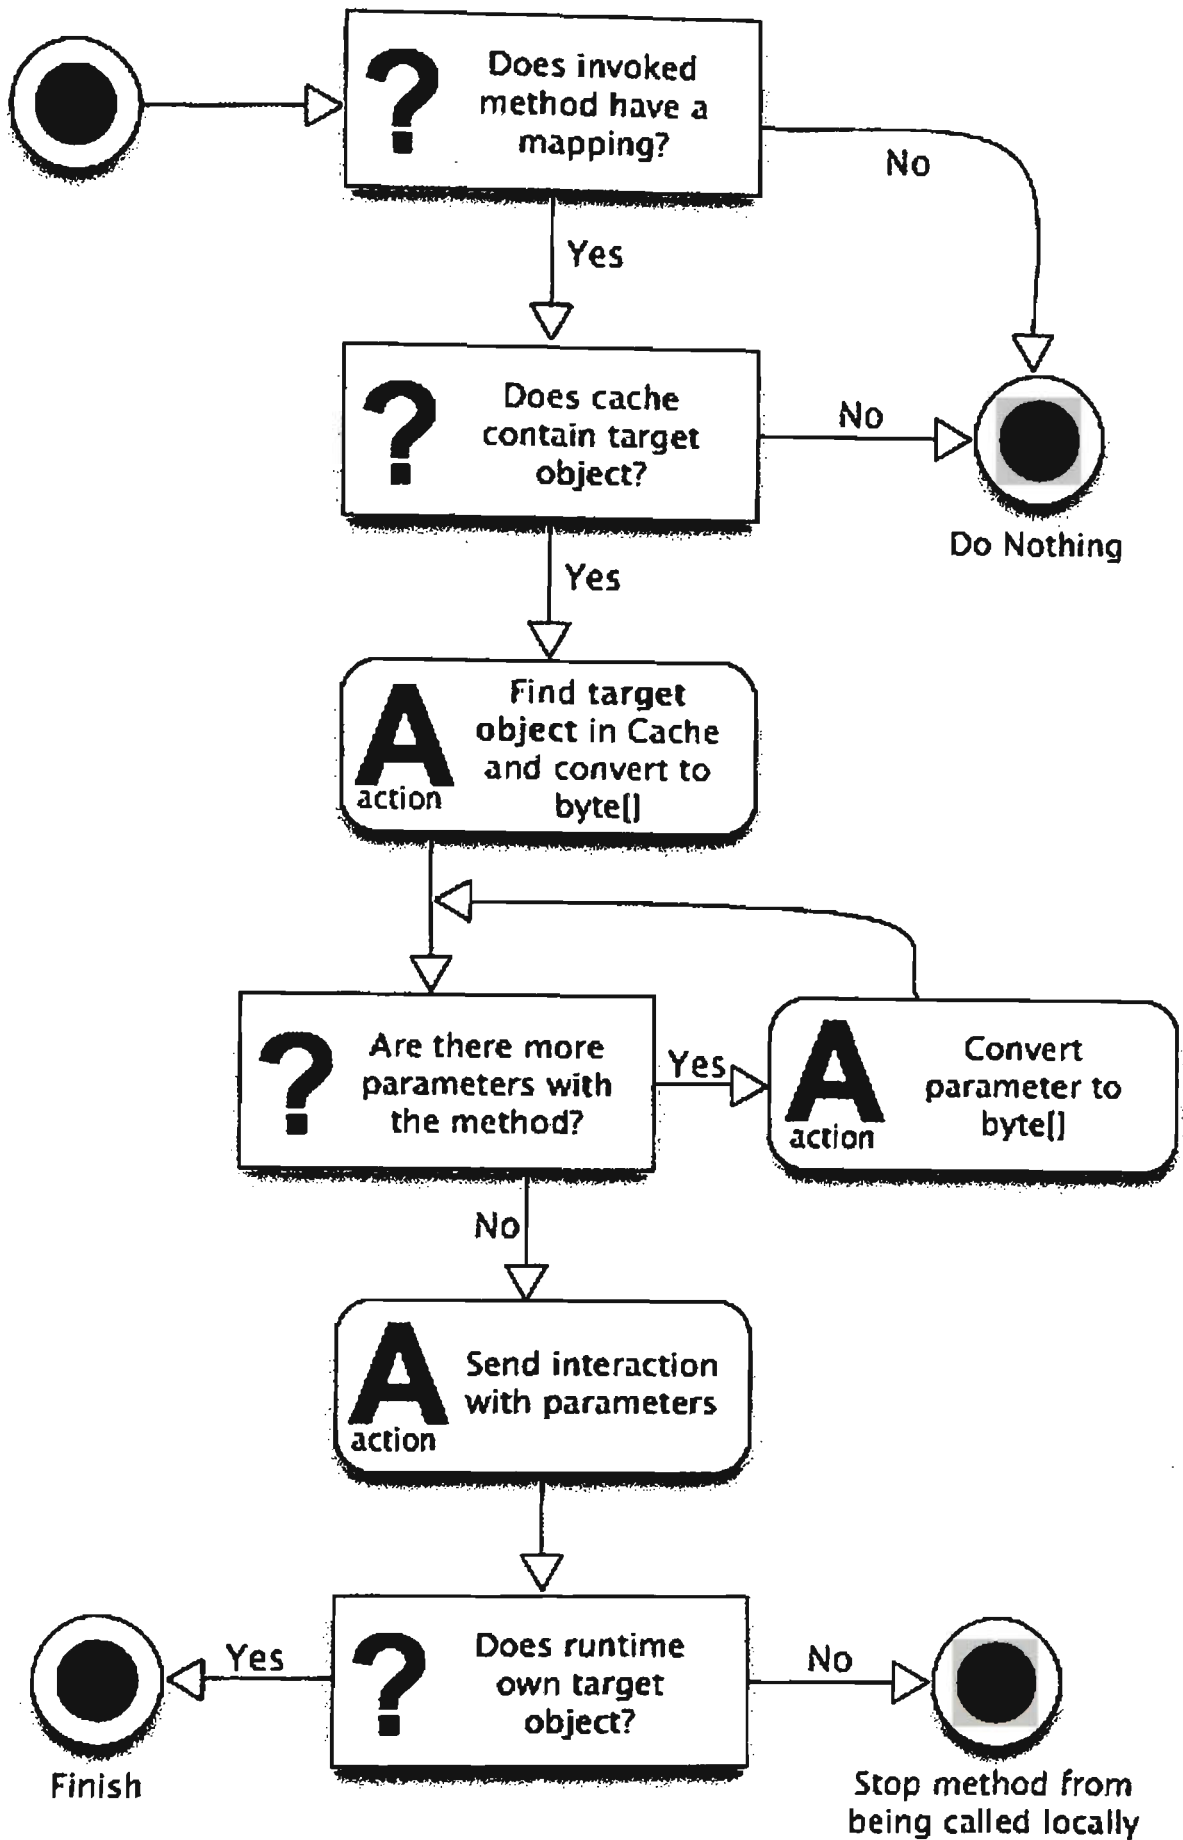 ?
Does invoked
method have a
mapping?
No
Yes
?
Does cache
contain target
object?
No
Do Nothing
Yes
A
action
Find target
object in Cache
and convert to
byte[]
?
Are there more
parameters with
the method?
Yes
A
action
Convert
parameter to
byte[]
No
A
action
Send interaction
with parameters
?
Does runtime
own target
object?
Yes
Finish
No
Stop method from
being called locally